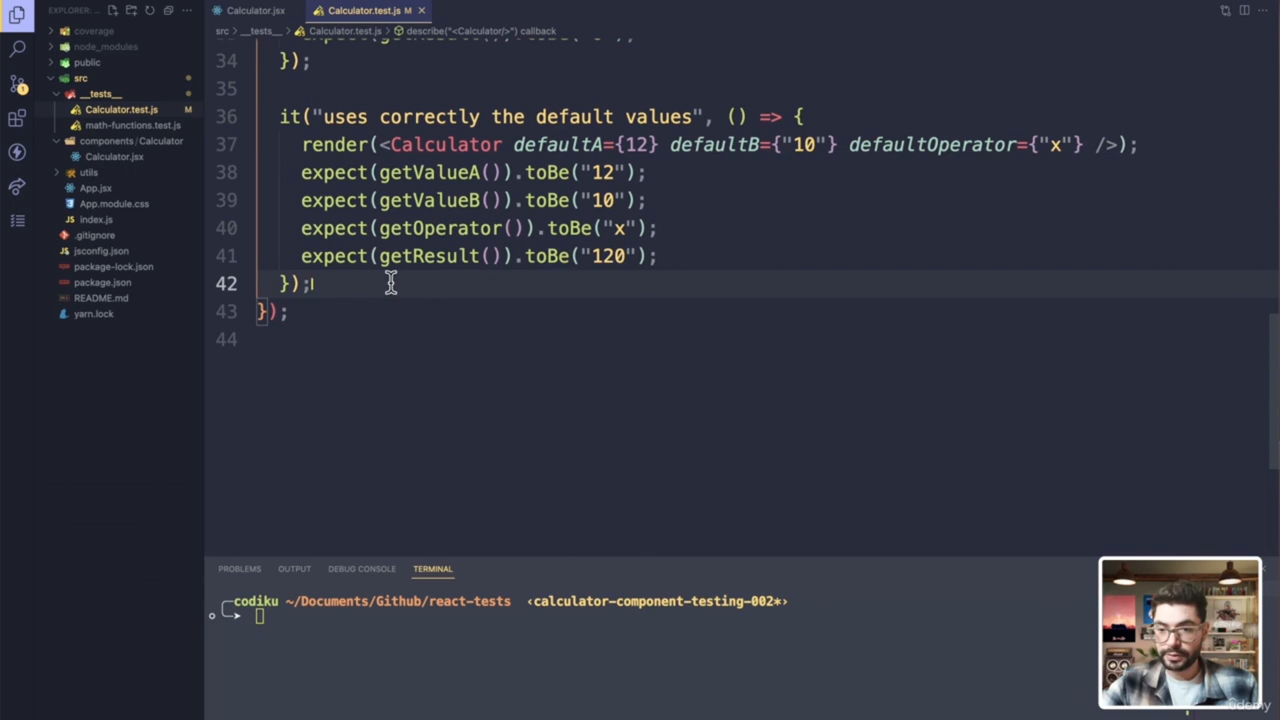 EXPLORER: ...
Calculator.jsx
Calculator.test.js M
src > __tests__ > Calculator.test.js > describe("<Calculator/>") callback
coverage
node_modules
public
src
__tests__
Calculator.test.js M
math-functions.test.js
components/Calculator
Calculator.jsx
utils
App.jsx
App.module.css
index.js
.gitignore
jsconfig.json
package-lock.json
package.json
README.md
yarn.lock
1
34 });
35
36 it("uses correctly the default values", () => {
37 render(<Calculator defaultA={12} defaultB={"10"} defaultOperator={"x"} />);
38 expect(getValueA()).toBe("12");
39 expect(getValueB()).toBe("10");
40 expect(getOperator()).toBe("x");
41 expect(getResult()).toBe("120");
42 });
43 });
44
PROBLEMS OUTPUT DEBUG CONSOLE TERMINAL
codiku ~/Documents/Github/react-tests ‹calculator-component-testing-002*›
ûdemy